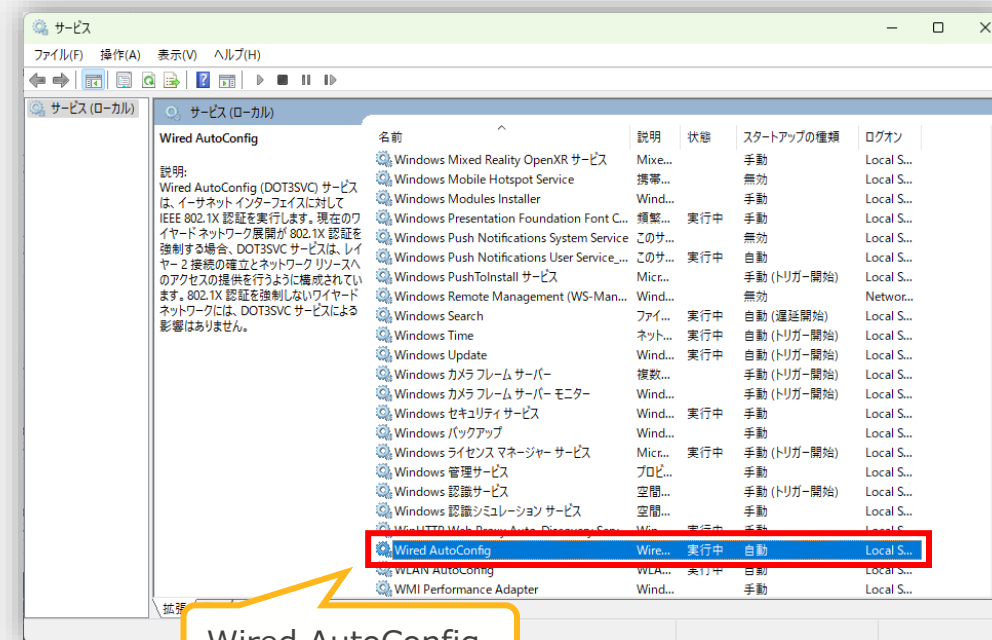 サービス
ファイル(F) 操作(A) 表示(V) ヘルプ(H)
サービス (ローカル)
サービス (ローカル)
Wired AutoConfig
説明:
Wired AutoConfig (DOT3SVC) サービス
は、イーサネット インターフェイスに対して
IEEE 802.1X 認証を実行します。現在のワ
イヤード ネットワーク展開が 802.1X 認証を
強制する場合、DOT3SVC サービスは、レイ
ヤー 2 接続の確立とネットワーク リソースへ
のアクセスの提供を行うように構成されてい
ます。802.1X 認証を強制しないワイヤード
ネットワークには、DOT3SVC サービスによる
影響はありません。
名前 説明 状態 スタートアップの種類 ログオン
Windows Mixed Reality OpenXR サービス Mixe... 手動 Local S...
Windows Mobile Hotspot Service 携帯... 無効 Local S...
Windows Modules Installer Wind... 手動 Local S...
Windows Presentation Foundation Font C... 頻繁... 実行中 手動 Local S...
Windows Push Notifications System Service このサ... 無効 Local S...
Windows Push Notifications User Service_... このサ... 実行中 自動 Local S...
Windows PushToInstall サービス Micr... 手動 (トリガー開始) Local S...
Windows Remote Management (WS-Man... Wind... 無効 Networ...
Windows Search ファイ... 実行中 自動 (遅延開始) Local S...
Windows Time ネット... 実行中 自動 (トリガー開始) Local S...
Windows Update Wind... 実行中 自動 (トリガー開始) Local S...
Windows カメラ フレーム サーバー 複数... 手動 (トリガー開始) Local S...
Windows カメラ フレーム サーバー モニター Wind... 手動 (トリガー開始) Local S...
Windows セキュリティ サービス Wind... 実行中 手動 Local S...
Windows バックアップ Wind... 手動 Local S...
Windows ライセンス マネージャー サービス Micr... 実行中 手動 (トリガー開始) Local S...
Windows 管理サービス プロビ... 手動 Local S...
Windows 認識サービス 空間... 手動 (トリガー開始) Local S...
Windows 認識シミュレーション サービス 空間... 手動 Local S...
WinHTTP Web Proxy Auto-Discovery Serv... Win... 実行中 手動 Local S...
Wired AutoConfig Wire... 実行中 自動 Local S...
WLAN AutoConfig WLA... 実行中 自動 Local S...
WMI Performance Adapter Wind... 手動 Local S...
拡張
Wired AutoConfig